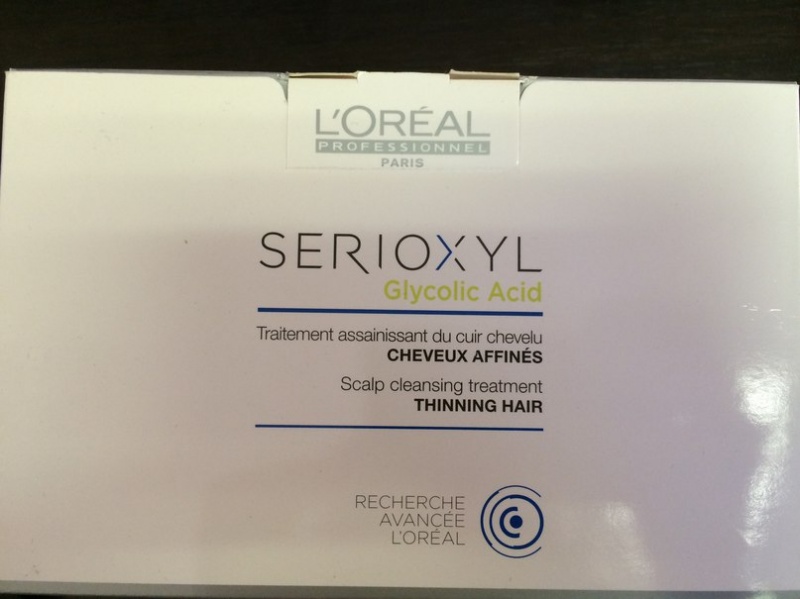 L'ORÉAL
PROFESSIONNEL
PARIS
SERIOXYL
Glycolic Acid
Traitement assainissant du cuir chevelu
CHEVEUX AFFINÉS
Scalp cleansing treatment
THINNING HAIR
RECHERCHE
AVANCÉE
L'ORÉAL